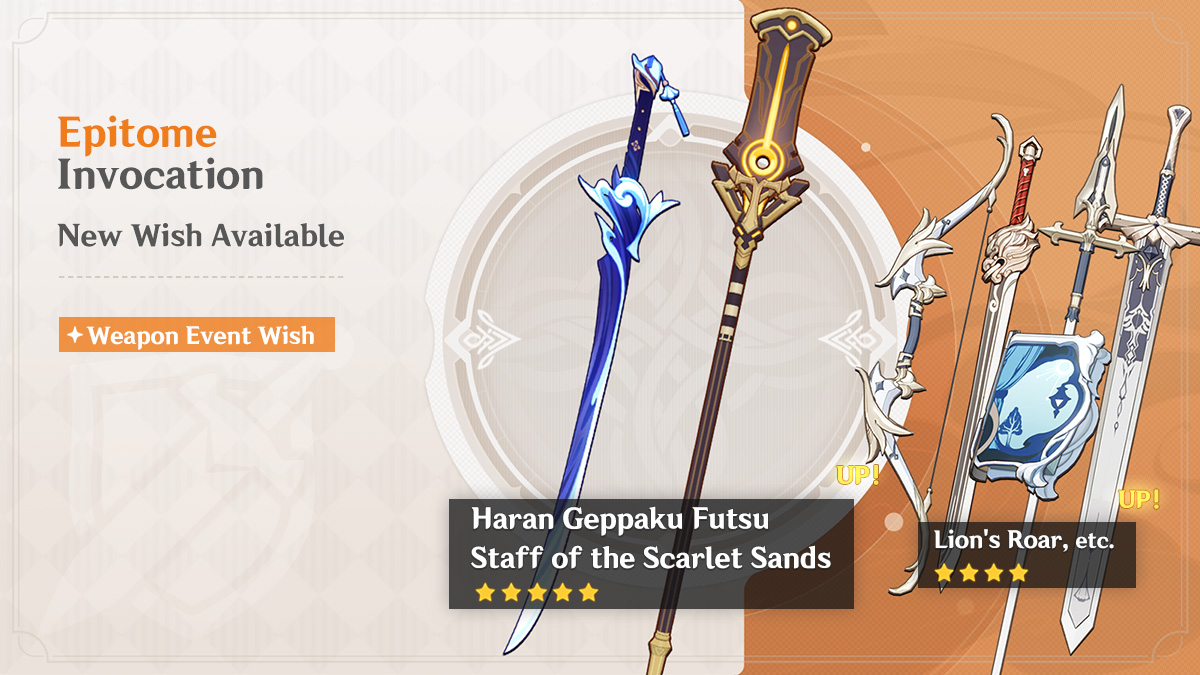 Epitome
Invocation
New Wish Available
Weapon Event Wish
UP!
Haran Geppaku Futsu
Staff of the Scarlet Sands
UP!
Lion's Roar, etc.